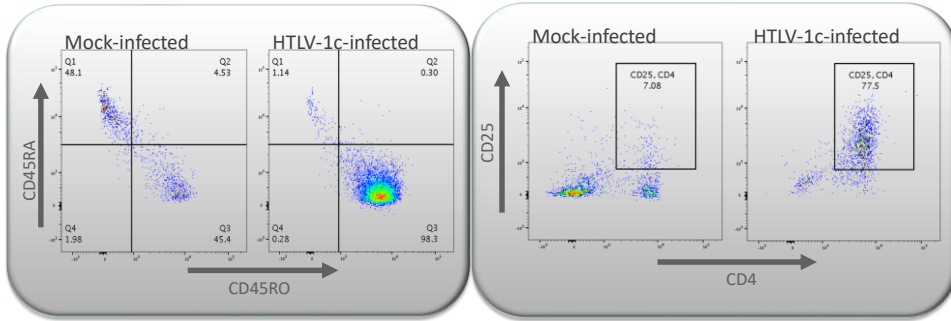 Mock-infected
HTLV-1c-infected
Q1
48.1
Q2
4.53
Q4
1.98
Q3
45.4
Q1
1.14
Q2
0.30
Q4
0.28
Q3
98.3
CD45RA
CD45RO
Mock-infected
HTLV-1c-infected
CD25, CD4
7.08
CD25, CD4
77.5
CD25
CD4